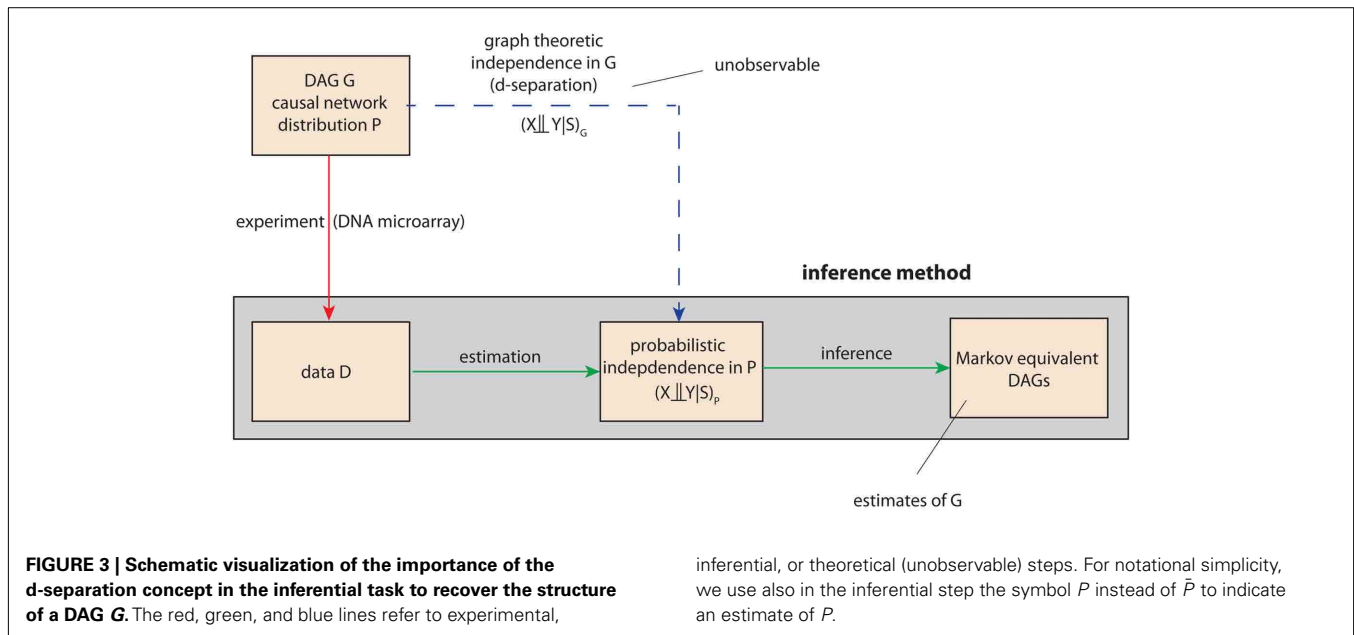 graph theoretic
independence in G
(d-separation)
(X⫫Y|S)G
unobservable
DAG G
causal network
distribution P
experiment (DNA microarray)
inference method
data D
estimation
probabilistic
indepdendence in P
(X⫫Y|S)P
inference
Markov equivalent
DAGs
estimates of G
FIGURE 3 | Schematic visualization of the importance of the
d-separation concept in the inferential task to recover the structure
of a DAG G. The red, green, and blue lines refer to experimental,
inferential, or theoretical (unobservable) steps. For notational simplicity,
we use also in the inferential step the symbol P instead of P̄ to indicate
an estimate of P.